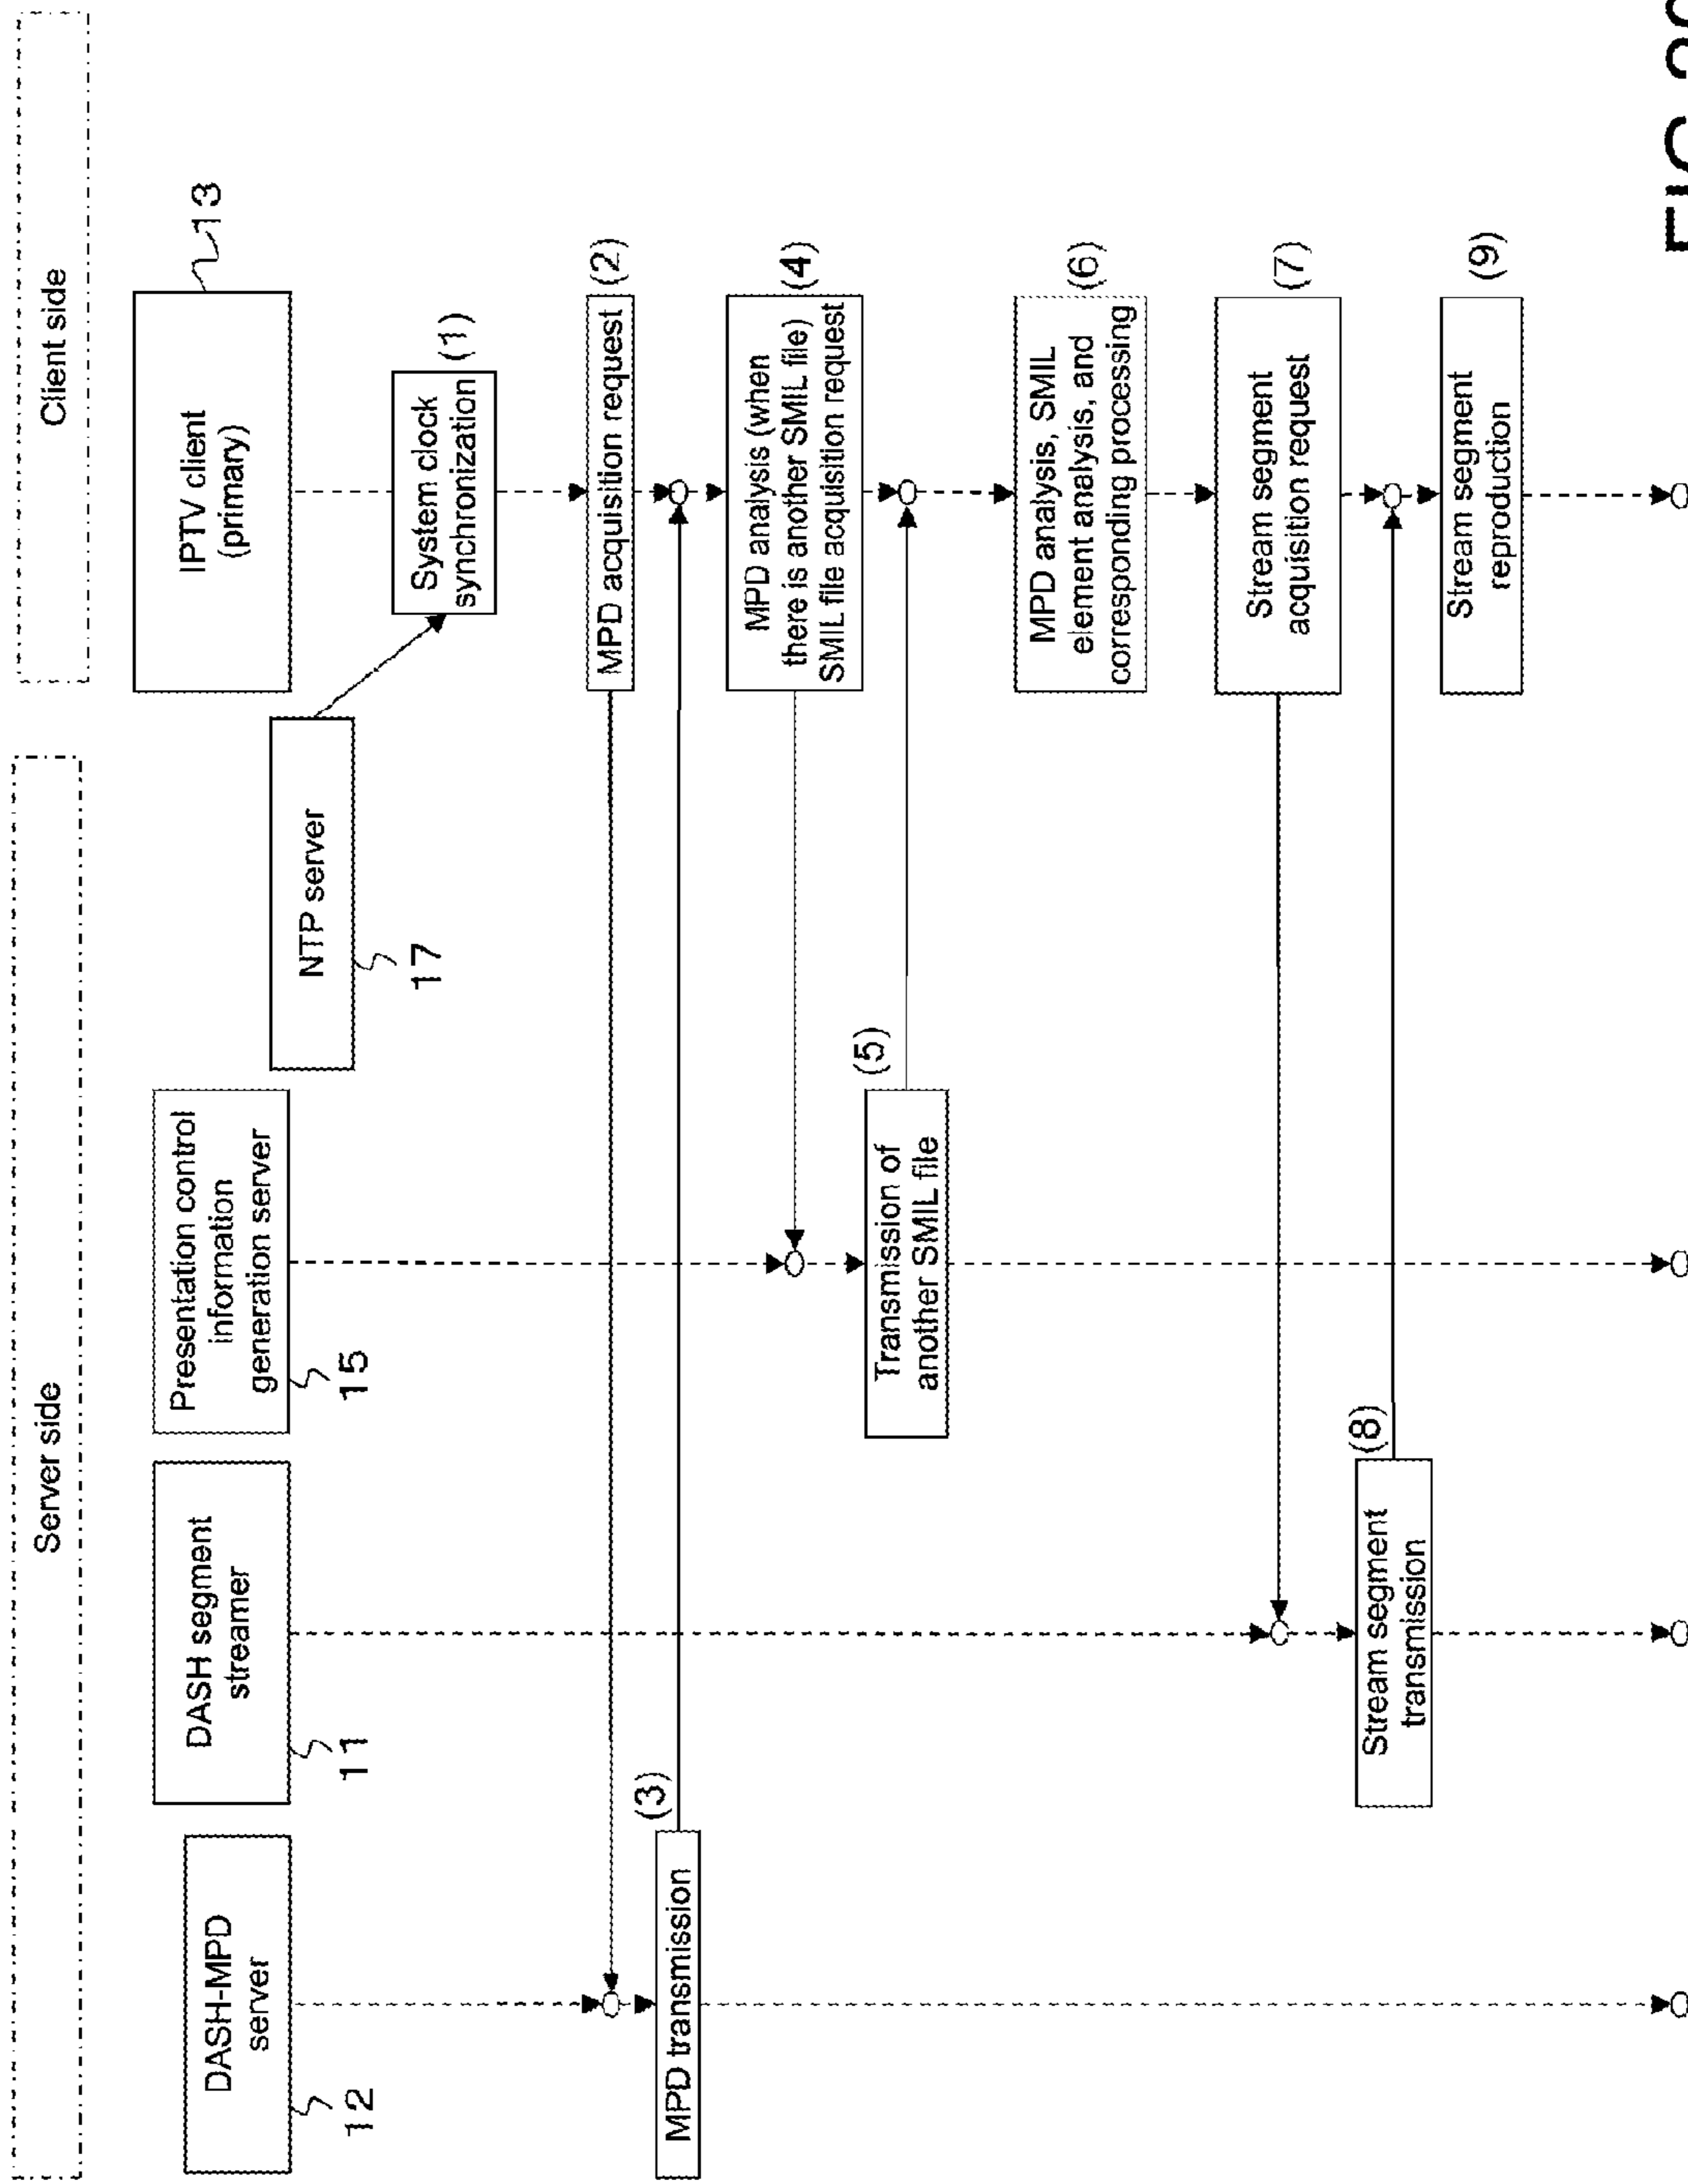 Server side
Client side
DASH-MPD
server
12
DASH segment
streamer
11
Presentation control
information
generation server
15
NTP server
17
IPTV client
(primary)
13
System clock
synchronization
(1)
MPD acquisition request
(2)
MPD transmission
(3)
MPD analysis (when
there is another SMIL file)
SMIL file acquisition request
(4)
Transmission of
another SMIL file
(5)
MPD analysis, SMIL
element analysis, and
corresponding processing
(6)
Stream segment
acquisition request
(7)
Stream segment
transmission
(8)
Stream segment
reproduction
(9)